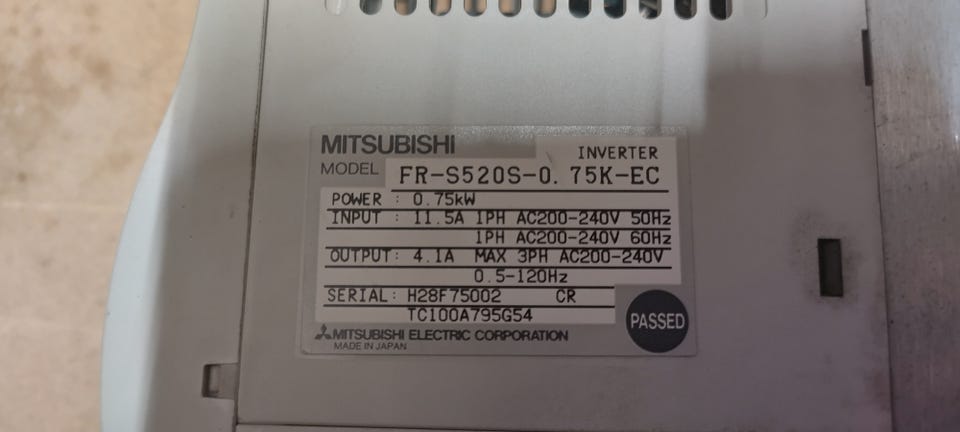 MITSUBISHI
INVERTER
MODEL FR-S520S-0.75K-EC
POWER : 0.75kW
INPUT : 11.5A 1PH AC200-240V 50Hz
1PH AC200-240V 60Hz
OUTPUT: 4.1A MAX 3PH AC200-240V
0.5-120Hz
SERIAL: H28F75002 CR
TC100A795G54
PASSED
MITSUBISHI ELECTRIC CORPORATION
MADE IN JAPAN